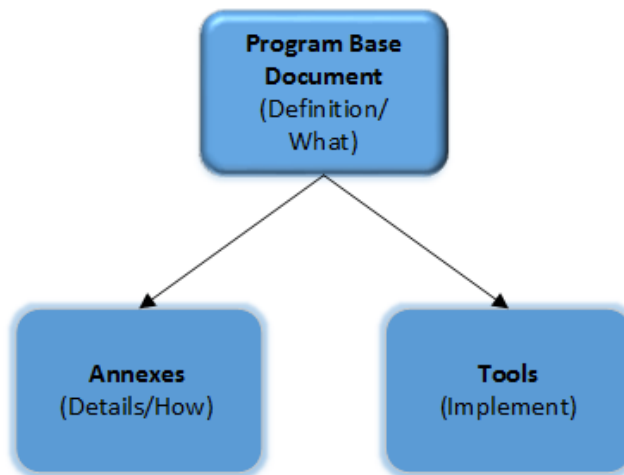 Program Base
Document
(Definition/
What)
Annexes
(Details/How)
Tools
(Implement)